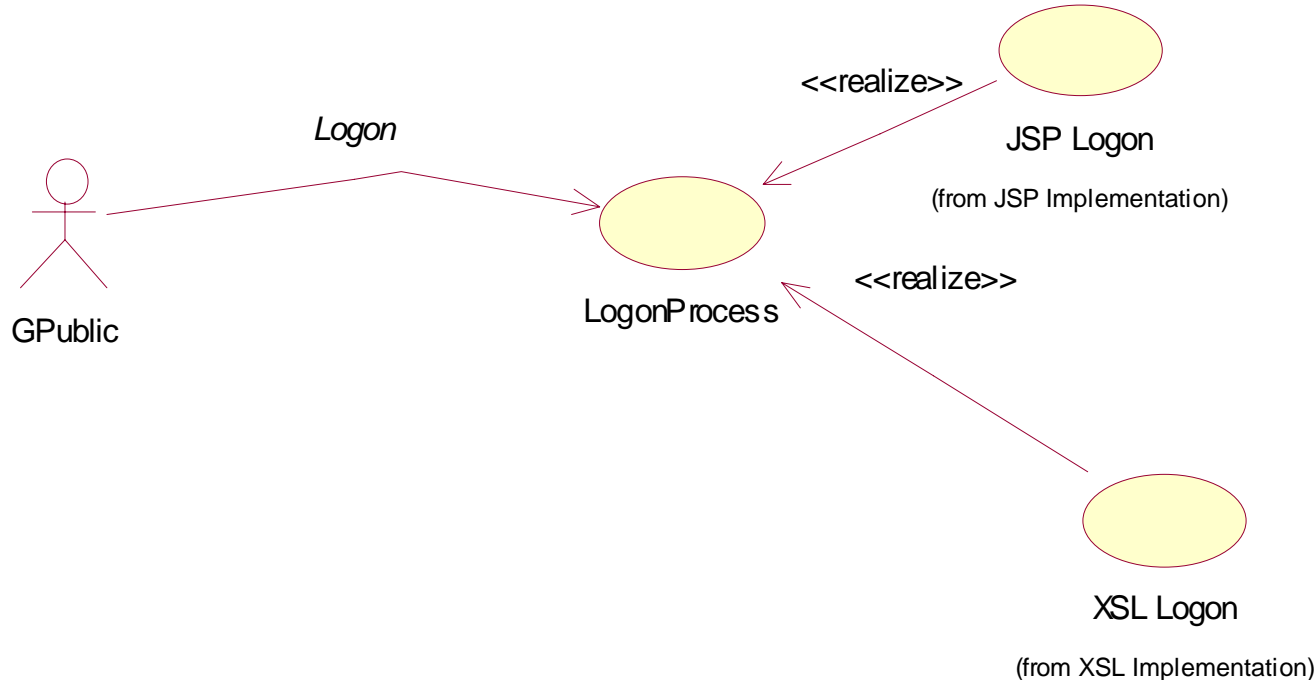 <<realize>>
Logon
JSP Logon
(from JSP Implementation)
<<realize>>
LogonProcess
GPublic
XSL Logon
(from XSL Implementation)